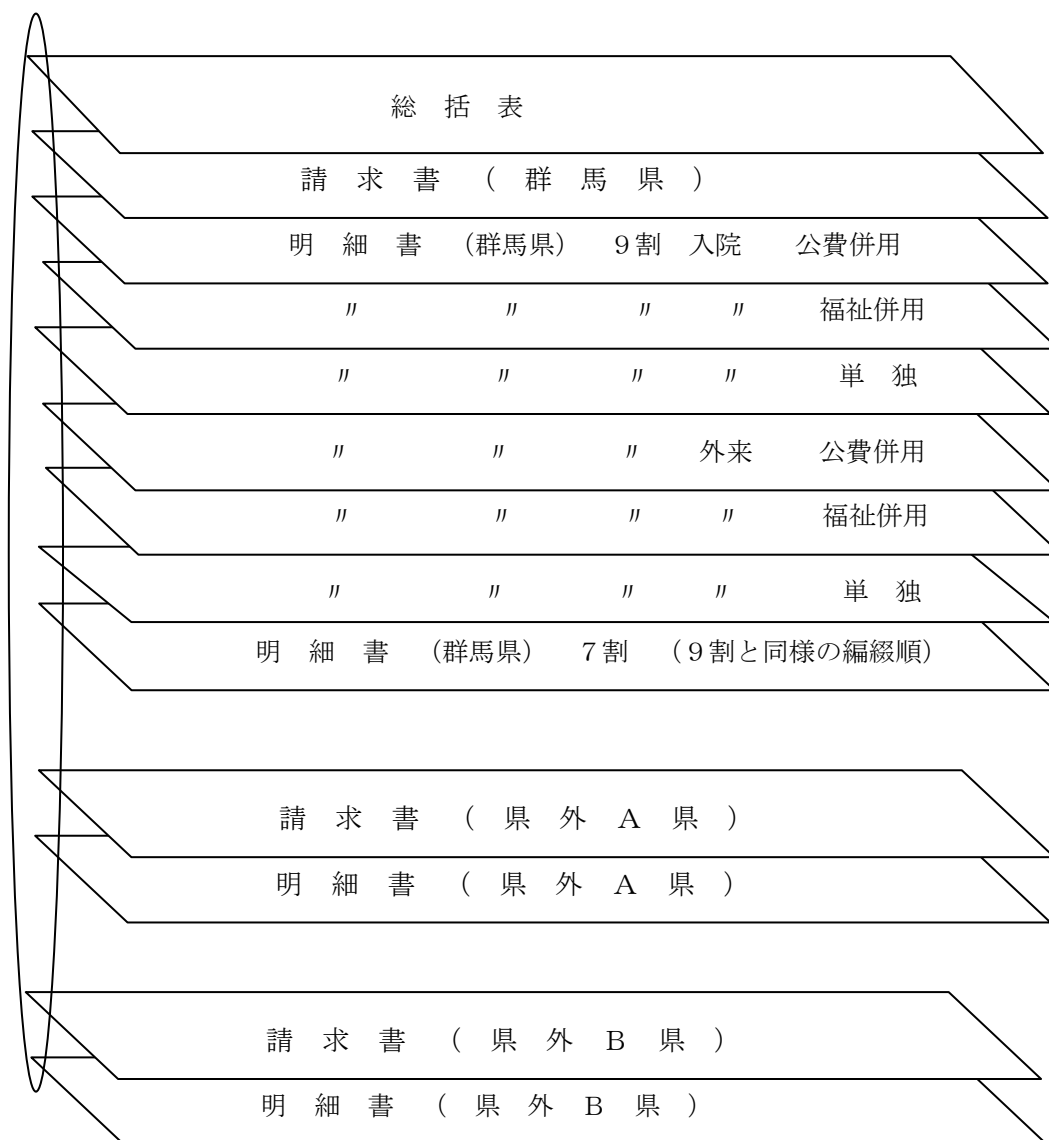 総　括　表
請　求　書　（　群　馬　県　）
明　細　書　（群馬県）　９割　入院　公費併用
〃　〃　〃　〃　福祉併用
〃　〃　〃　〃　単　独
〃　〃　〃　外来　公費併用
〃　〃　〃　〃　福祉併用
〃　〃　〃　〃　単　独
明　細　書　（群馬県）　７割　（９割と同様の編綴順）
請　求　書　（　県　外　Ａ　県　）
明　細　書　（　県　外　Ａ　県　）
請　求　書　（　県　外　Ｂ　県　）
明　細　書　（　県　外　Ｂ　県　）